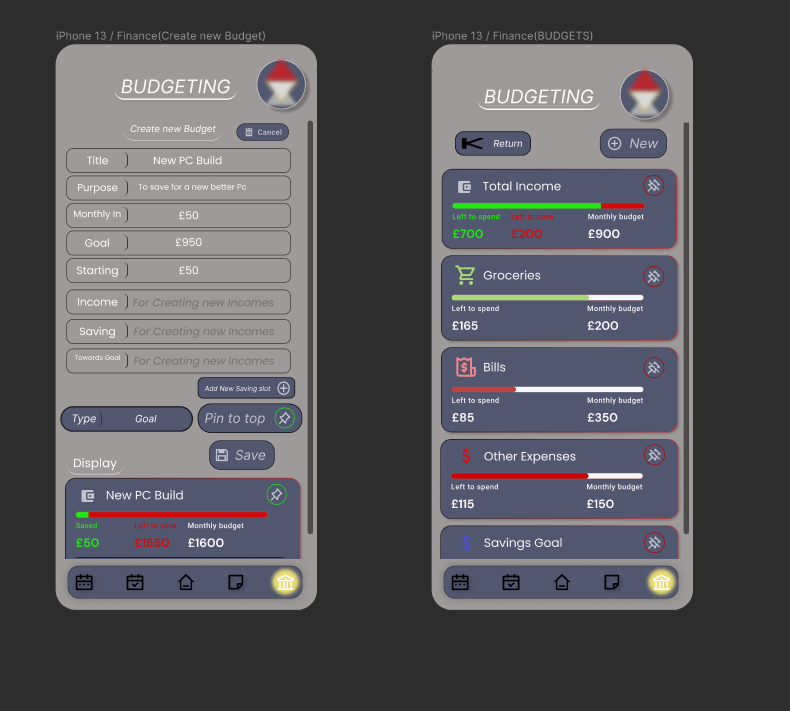 iPhone 13 / Finance(Create new Budget)
BUDGETING
Create new Budget
Cancel
Title New PC Build
Purpose To save for a new better Pc
Monthly In £50
Goal £950
Starting £50
Income For Creating new Incomes
Saving For Creating new Incomes
Towards Goal For Creating new Incomes
Add New Saving slot
Type Goal
Pin to top
Save
Display
New PC Build
Saved Left to save Monthly budget
£50 £1550 £1600
iPhone 13 / Finance(BUDGETS)
BUDGETING
Return
New
Total Income
Left to spend Left to save Monthly budget
£700 £200 £900
Groceries
Left to spend Monthly budget
£165 £200
Bills
Left to spend Monthly budget
£85 £350
Other Expenses
Left to spend Monthly budget
£115 £150
Savings Goal